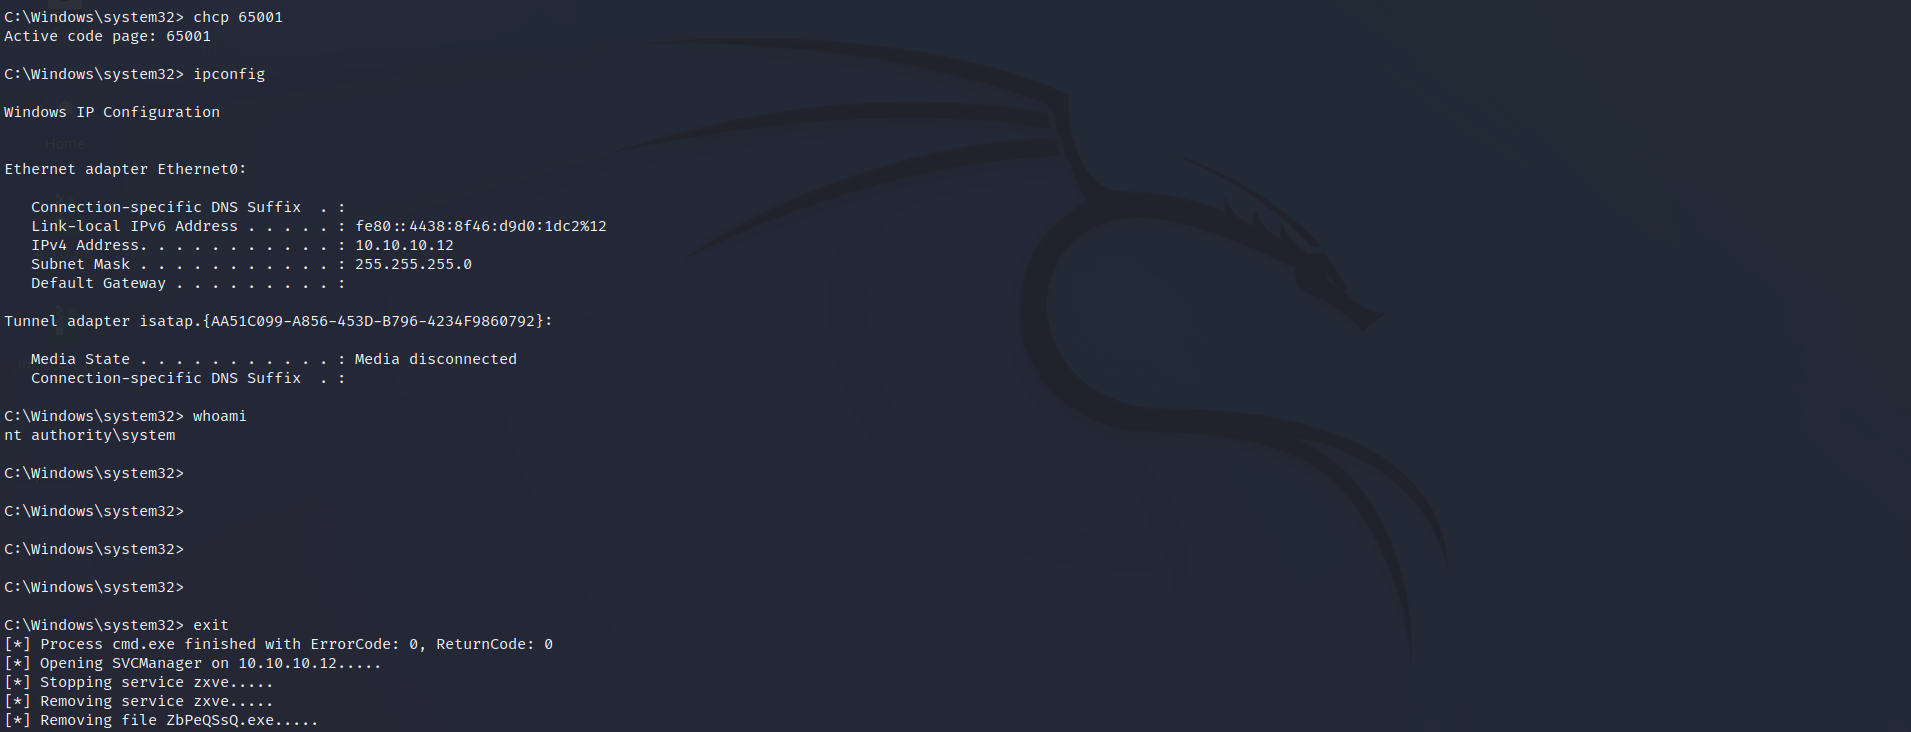 C:\Windows\system32> chcp 65001
Active code page: 65001
C:\Windows\system32> ipconfig
Windows IP Configuration
Home
Ethernet adapter Ethernet0:
Connection-specific DNS Suffix  . :
Link-local IPv6 Address . . . . . : fe80::4438:8f46:d9d0:1dc2%12
IPv4 Address. . . . . . . . . . . : 10.10.10.12
Subnet Mask . . . . . . . . . . . : 255.255.255.0
Default Gateway . . . . . . . . . :
Tunnel adapter isatap.{AA51C099-A856-453D-B796-4234F9860792}:
Media State . . . . . . . . . . . : Media disconnected
Connection-specific DNS Suffix  . :
C:\Windows\system32> whoami
nt authority\system
C:\Windows\system32>
C:\Windows\system32>
C:\Windows\system32>
C:\Windows\system32>
C:\Windows\system32> exit
[*] Process cmd.exe finished with ErrorCode: 0, ReturnCode: 0
[*] Opening SVCManager on 10.10.10.12.....
[*] Stopping service zxve.....
[*] Removing service zxve.....
[*] Removing file ZbPeQSsQ.exe.....